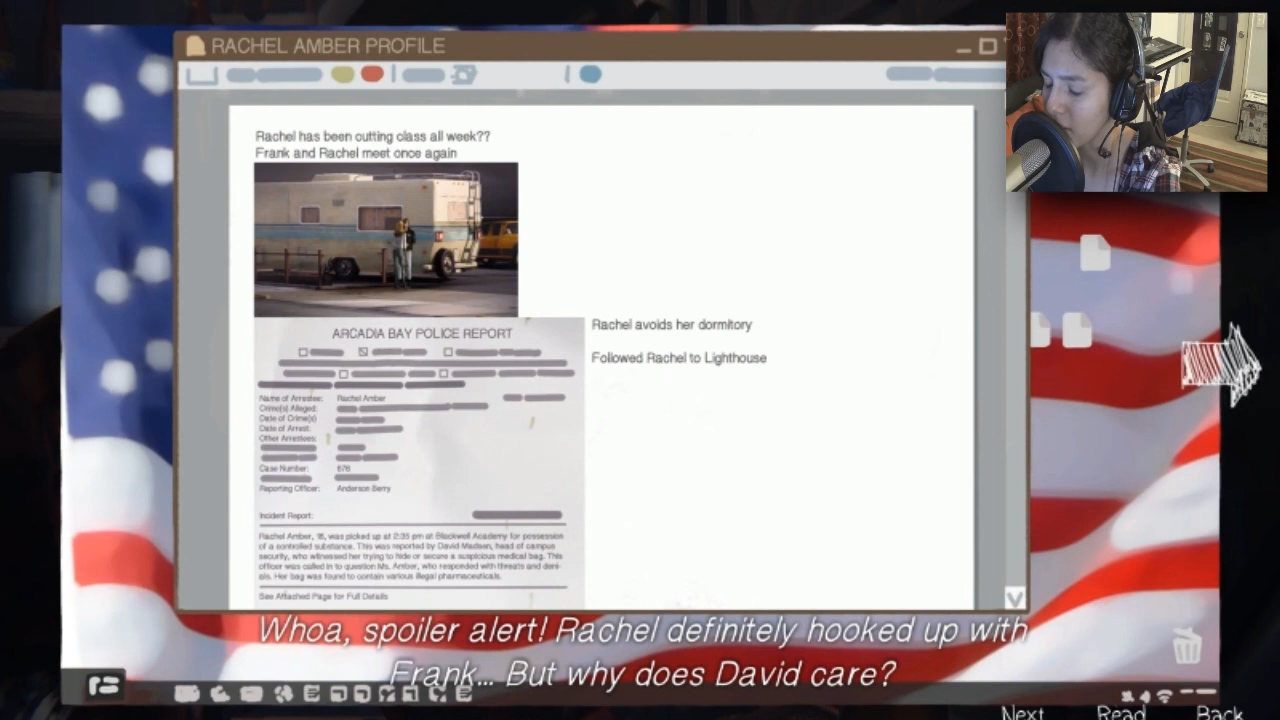 RACHEL AMBER PROFILE
Rachel has been cutting class all week??
Frank and Rachel meet once again
ARCADIA BAY POLICE REPORT
Name of Arrestee: Rachel Amber
Crime(s) Alleged:
Date of Crime(s)
Date of Arrest:
Other Arrestees:
Case Number: 678
Reporting Officer: Anderson Berry
Incident Report:
Rachel Amber, 18, was picked up at 2:35 pm at Blackwell Academy for possession
of a controlled substance. This was reported by David Madsen, head of campus
security, who witnessed her trying to hide or secure a suspicious medical bag. This
officer was called in to question Ms. Amber, who responded with threats and deni-
als. Her bag was found to contain various illegal pharmaceuticals.
See Attached Page for Full Details
Rachel avoids her dormitory
Followed Rachel to Lighthouse
Whoa, spoiler alert! Rachel definitely hooked up with
Frank... But why does David care?
Next Read Back